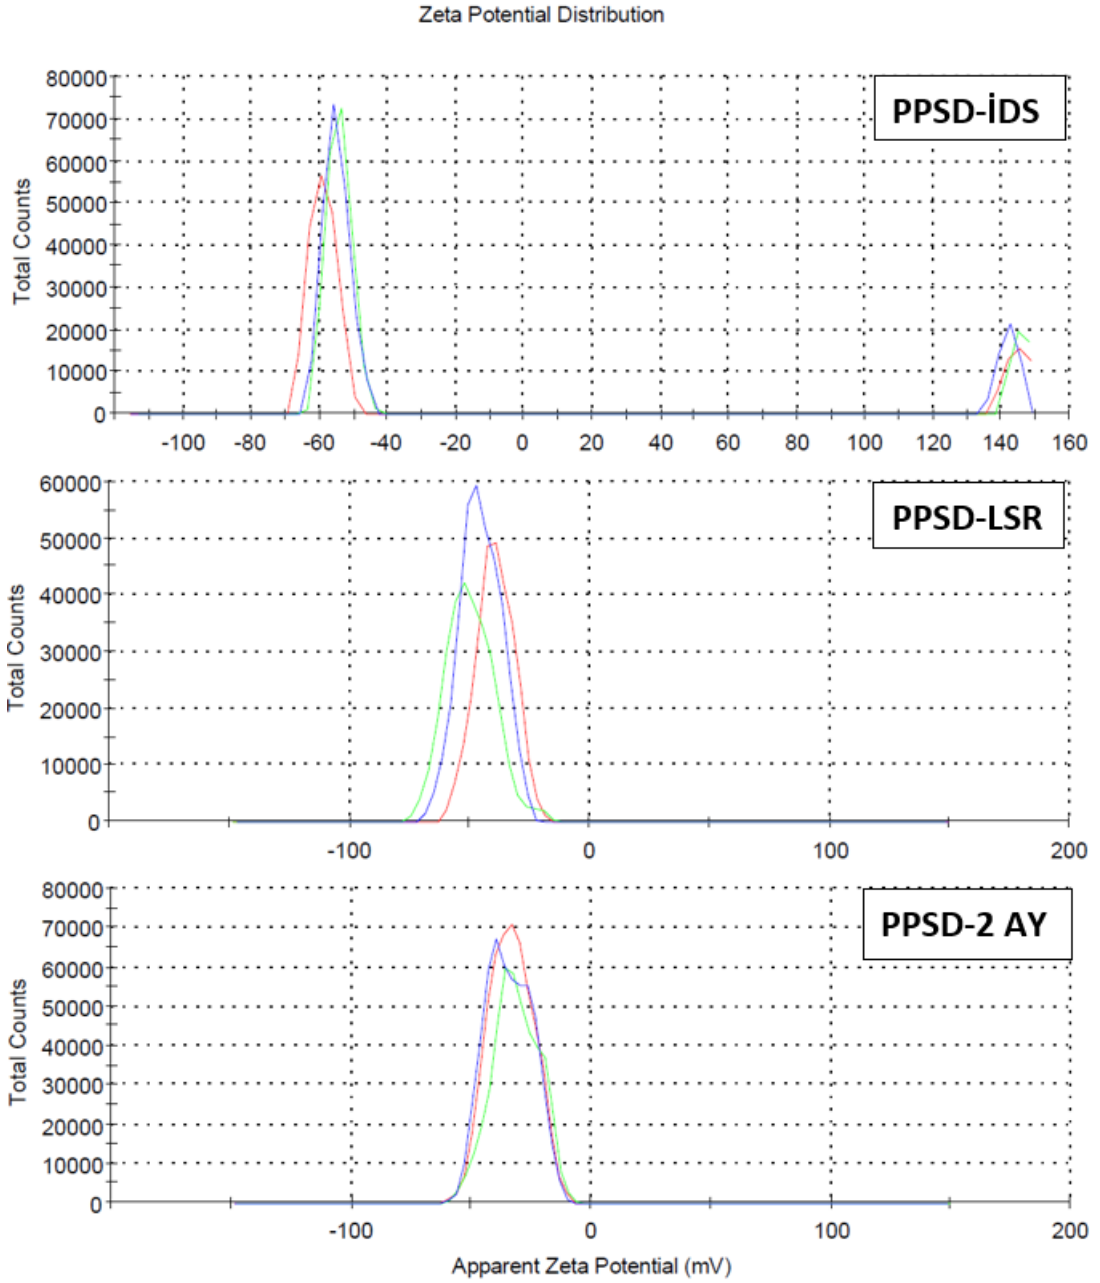 Zeta Potential Distribution
80000
70000
60000
50000
40000
30000
20000
10000
0
Total Counts
PPSD-İDS
-100 -80 -60 -40 -20 0 20 40 60 80 100 120 140 160
60000
50000
40000
30000
20000
10000
0
Total Counts
PPSD-LSR
-100 0 100 200
80000
70000
60000
50000
40000
30000
20000
10000
0
Total Counts
PPSD-2 AY
-100 0 100 200
Apparent Zeta Potential (mV)